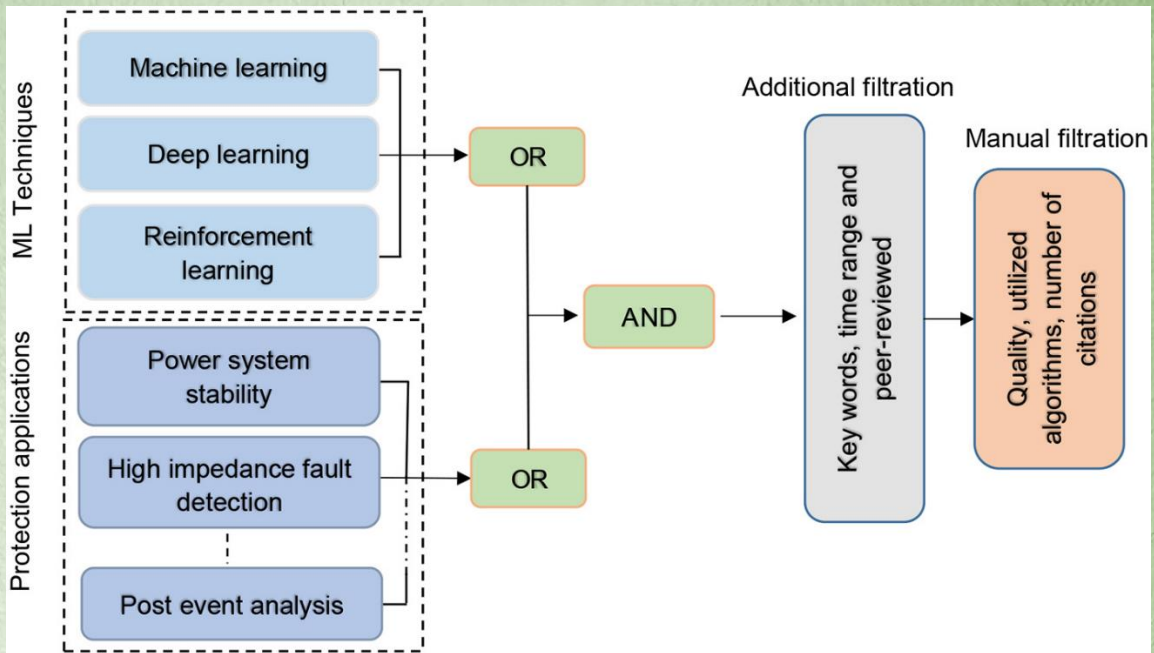 ML Techniques
Machine learning
Deep learning
Reinforcement
learning
OR
Protection applications
Power system
stability
High impedance fault
detection
Post event analysis
OR
AND
Additional filtration
Key words, time range and
peer-reviewed
Manual filtration
Quality, utilized
algorithms, number of
citations